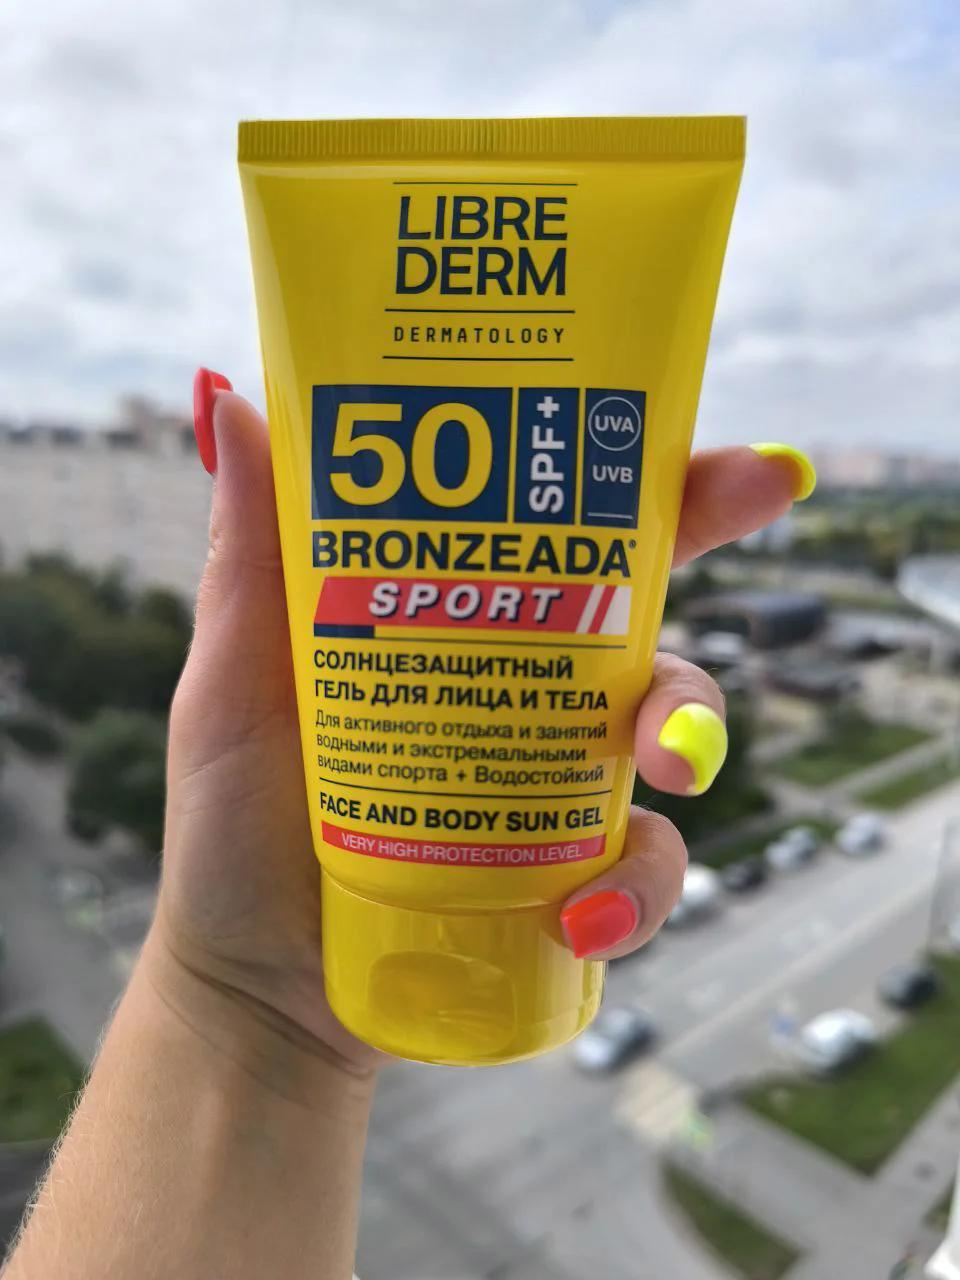 LIBRE
DERM
DERMATOLOGY
50 SPF+ UVA
UVB
BRONZEADA®
SPORT
СОЛНЦЕЗАЩИТНЫЙ
ГЕЛЬ ДЛЯ ЛИЦА И ТЕЛА
Для активного отдыха и занятий
водными и экстремальными
видами спорта + Водостойкий
FACE AND BODY SUN GEL
VERY HIGH PROTECTION LEVEL